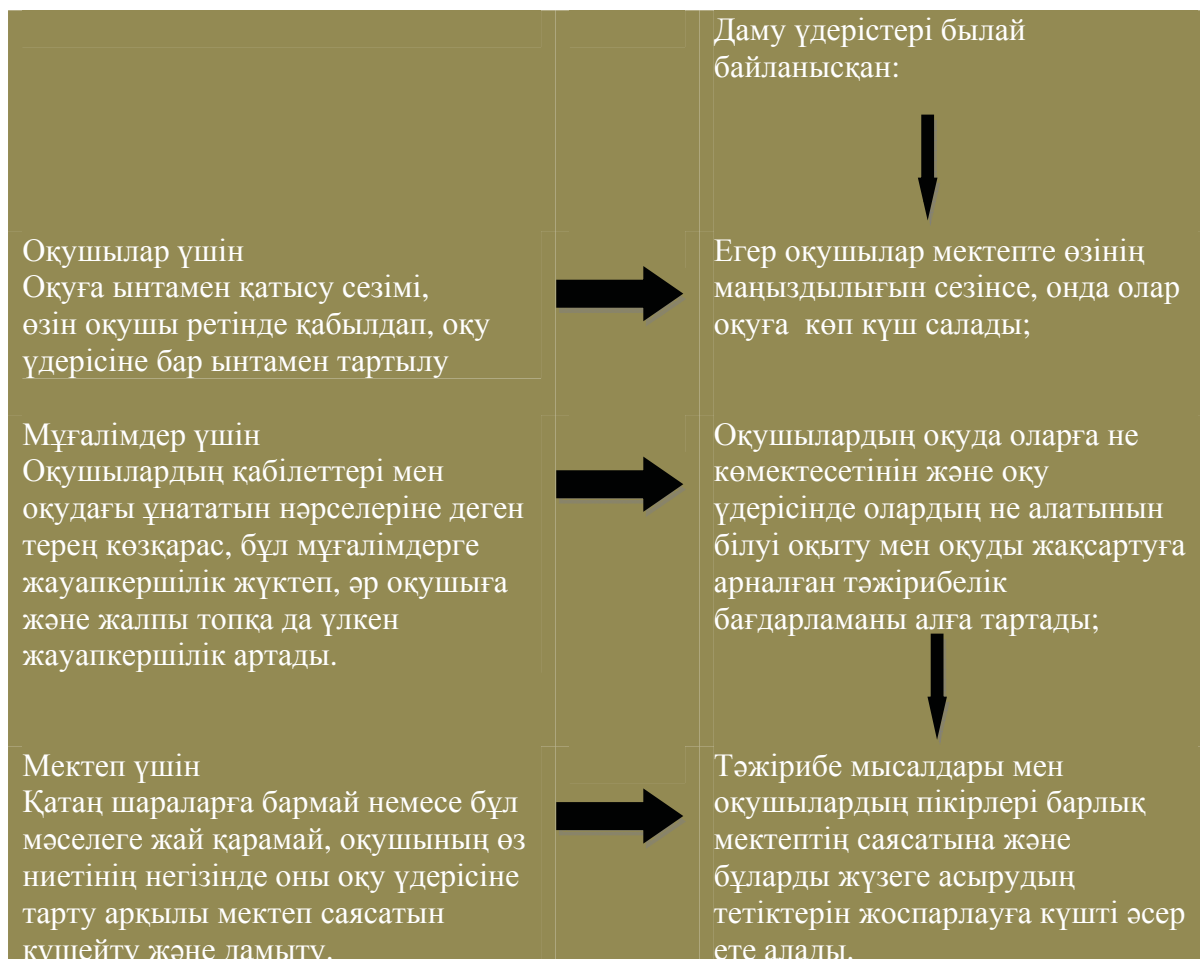 Даму үдерістері былай
байланысқан:
Оқушылар үшін
Оқуға ынтамен қатысу сезімі,
өзін оқушы ретінде қабылдап, оқу
үдерісіне бар ынтамен тартылу
Егер оқушылар мектепте өзінің
маңыздылығын сезінсе, онда олар
оқуға көп күш салады;
Мұғалімдер үшін
Оқушылардың қабілеттері мен
оқудағы ұнататын нәрселеріне деген
терең көзқарас, бұл мұғалімдерге
жауапкершілік жүктеп, әр оқушыға
және жалпы топқа да үлкен
жауапкершілік артады.
Оқушылардың оқуда оларға не
көмектесетінін және оқу
үдерісінде олардың не алатынын
білуі оқыту мен оқуды жақсартуға
арналған тәжірибелік
бағдарламаны алға тартады;
Мектеп үшін
Қатаң шараларға бармай немесе бұл
мәселеге жай қарамай, оқушының өз
ниетінің негізінде оны оқу үдерісіне
тарту арқылы мектеп саясатын
күшейту және дамыту.
Тәжірибе мысалдары мен
оқушылардың пікірлері барлық
мектептің саясатына және
бұларды жүзеге асырудың
тетіктерін жоспарлауға күшті әсер
ете алады.